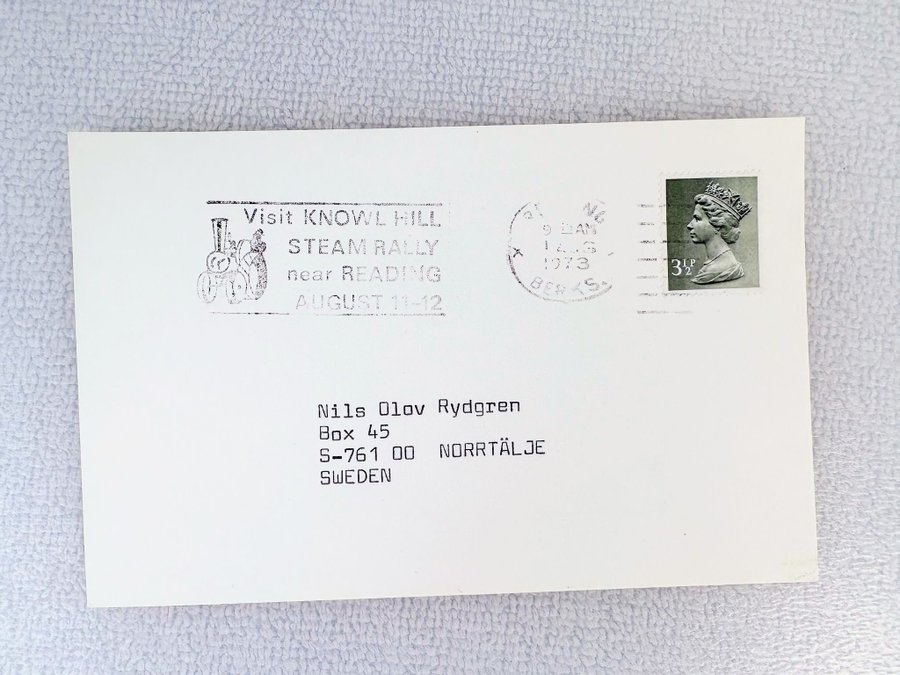 Visit KNOWL HILL
STEAM RALLY
near READING
AUGUST 11-12
AM
1973
BERKS.
3½P
Nils Olov Rydgren
Box 45
S-761 00 NORRTÄLJE
SWEDEN